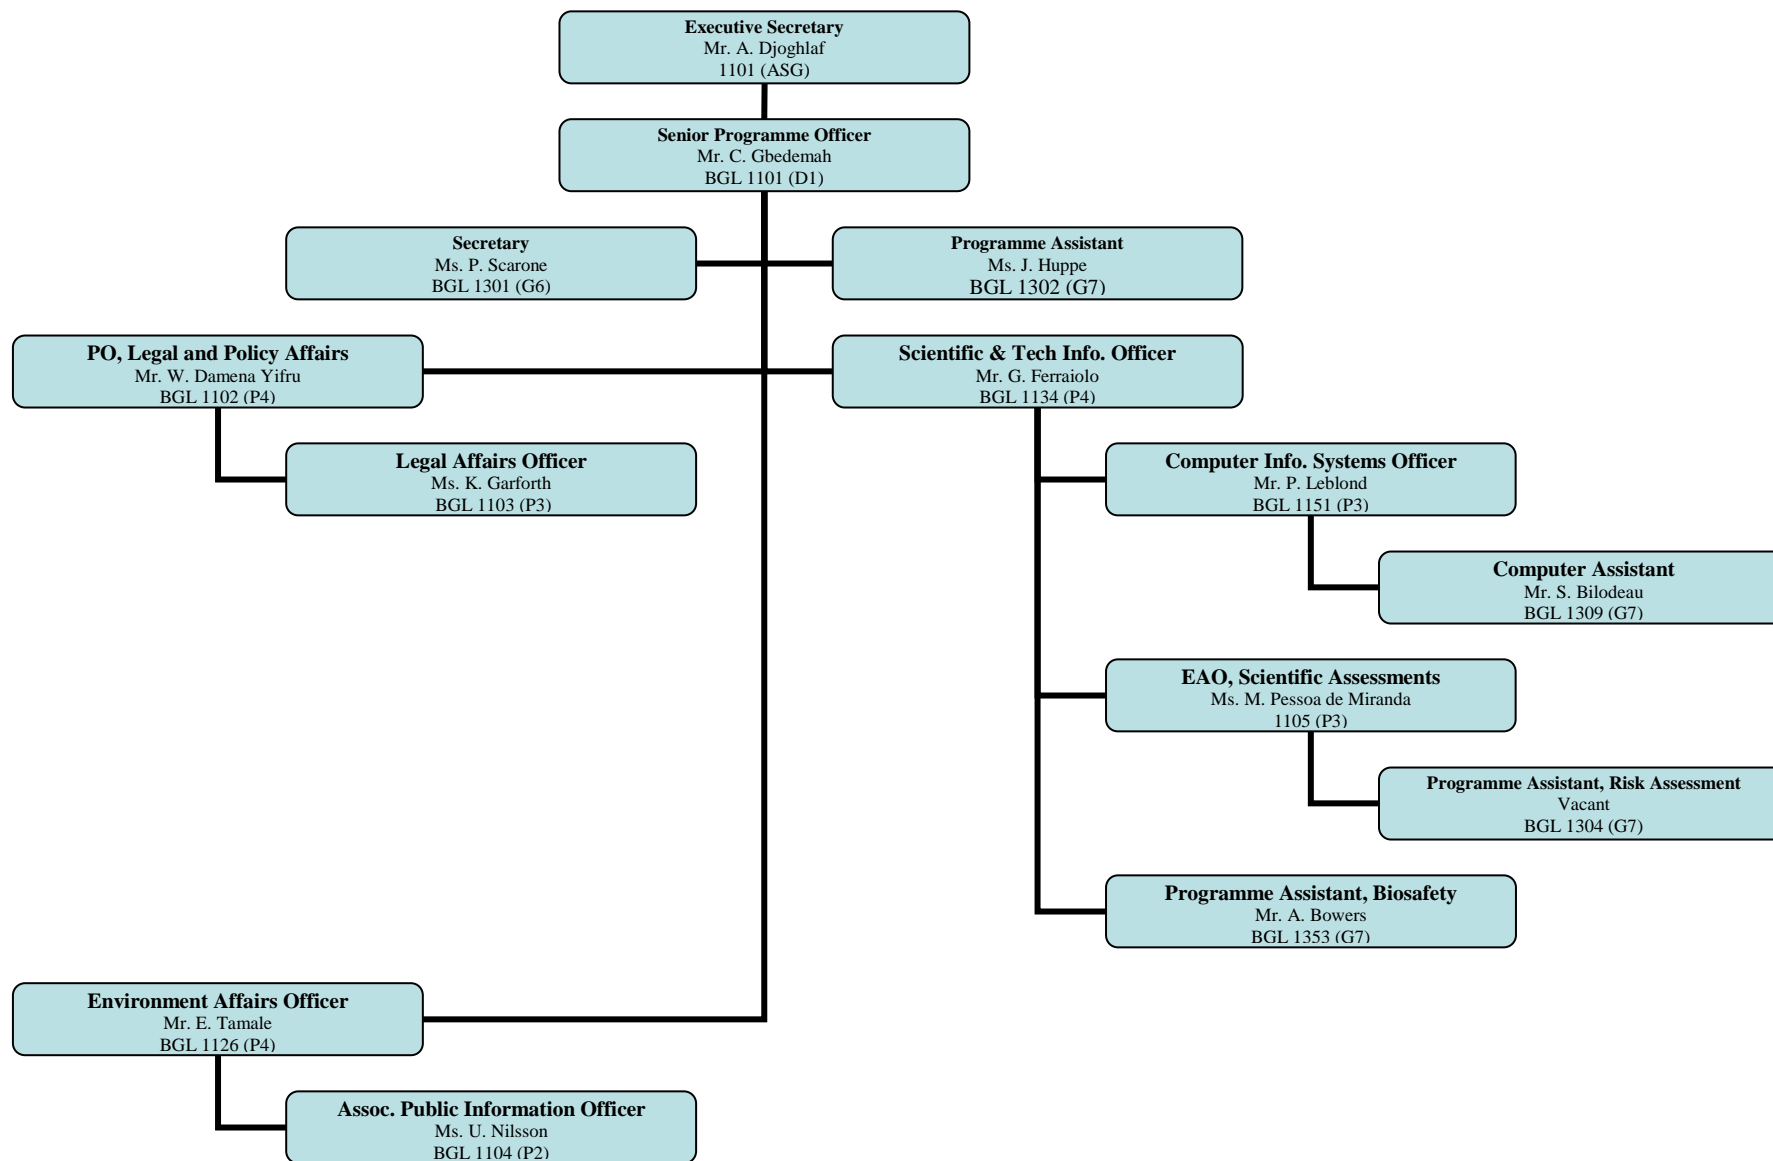 Executive Secretary
Mr. A. Djoghlaf
1101 (ASG)
Senior Programme Officer
Mr. C. Gbedemah
BGL 1101 (D1)
Secretary
Ms. P. Scarone
BGL 1301 (G6)
Programme Assistant
Ms. J. Huppe
BGL 1302 (G7)
PO, Legal and Policy Affairs
Mr. W. Damena Yifru
BGL 1102 (P4)
Scientific & Tech Info. Officer
Mr. G. Ferraiolo
BGL 1134 (P4)
Legal Affairs Officer
Ms. K. Garforth
BGL 1103 (P3)
Computer Info. Systems Officer
Mr. P. Leblond
BGL 1151 (P3)
Computer Assistant
Mr. S. Bilodeau
BGL 1309 (G7)
EAO, Scientific Assessments
Ms. M. Pessoa de Miranda
1105 (P3)
Programme Assistant, Risk Assessment
Vacant
BGL 1304 (G7)
Programme Assistant, Biosafety
Mr. A. Bowers
BGL 1353 (G7)
Environment Affairs Officer
Mr. E. Tamale
BGL 1126 (P4)
Assoc. Public Information Officer
Ms. U. Nilsson
BGL 1104 (P2)